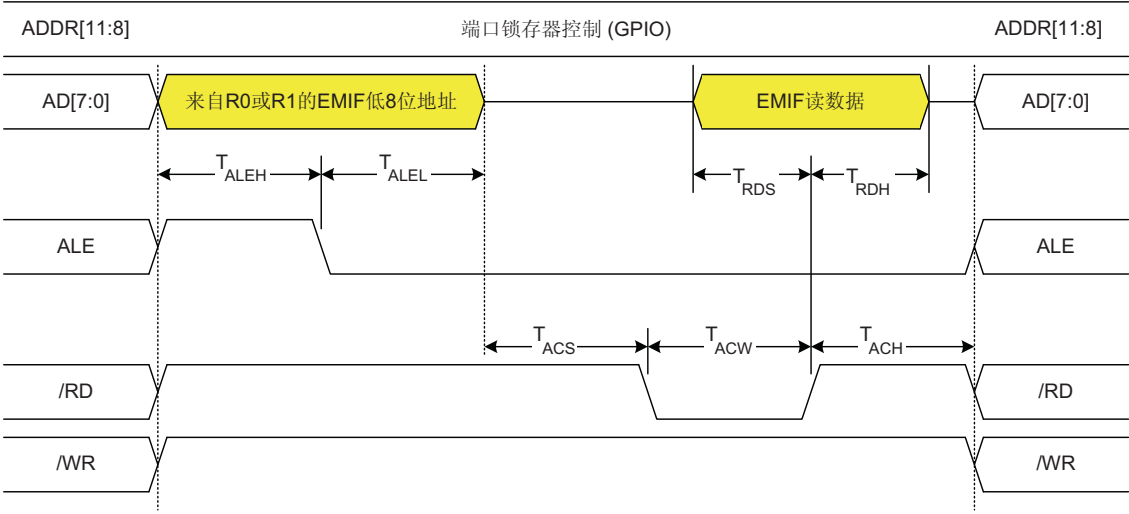 ADDR[11:8] 端口锁存器控制 (GPIO) ADDR[11:8]
AD[7:0] 来自R0或R1的EMIF低8位地址 EMIF读数据 AD[7:0]
TALEH TALEL TRDS TRDH
ALE ALE
TACS TACW TACH
/RD /RD
/WR /WR